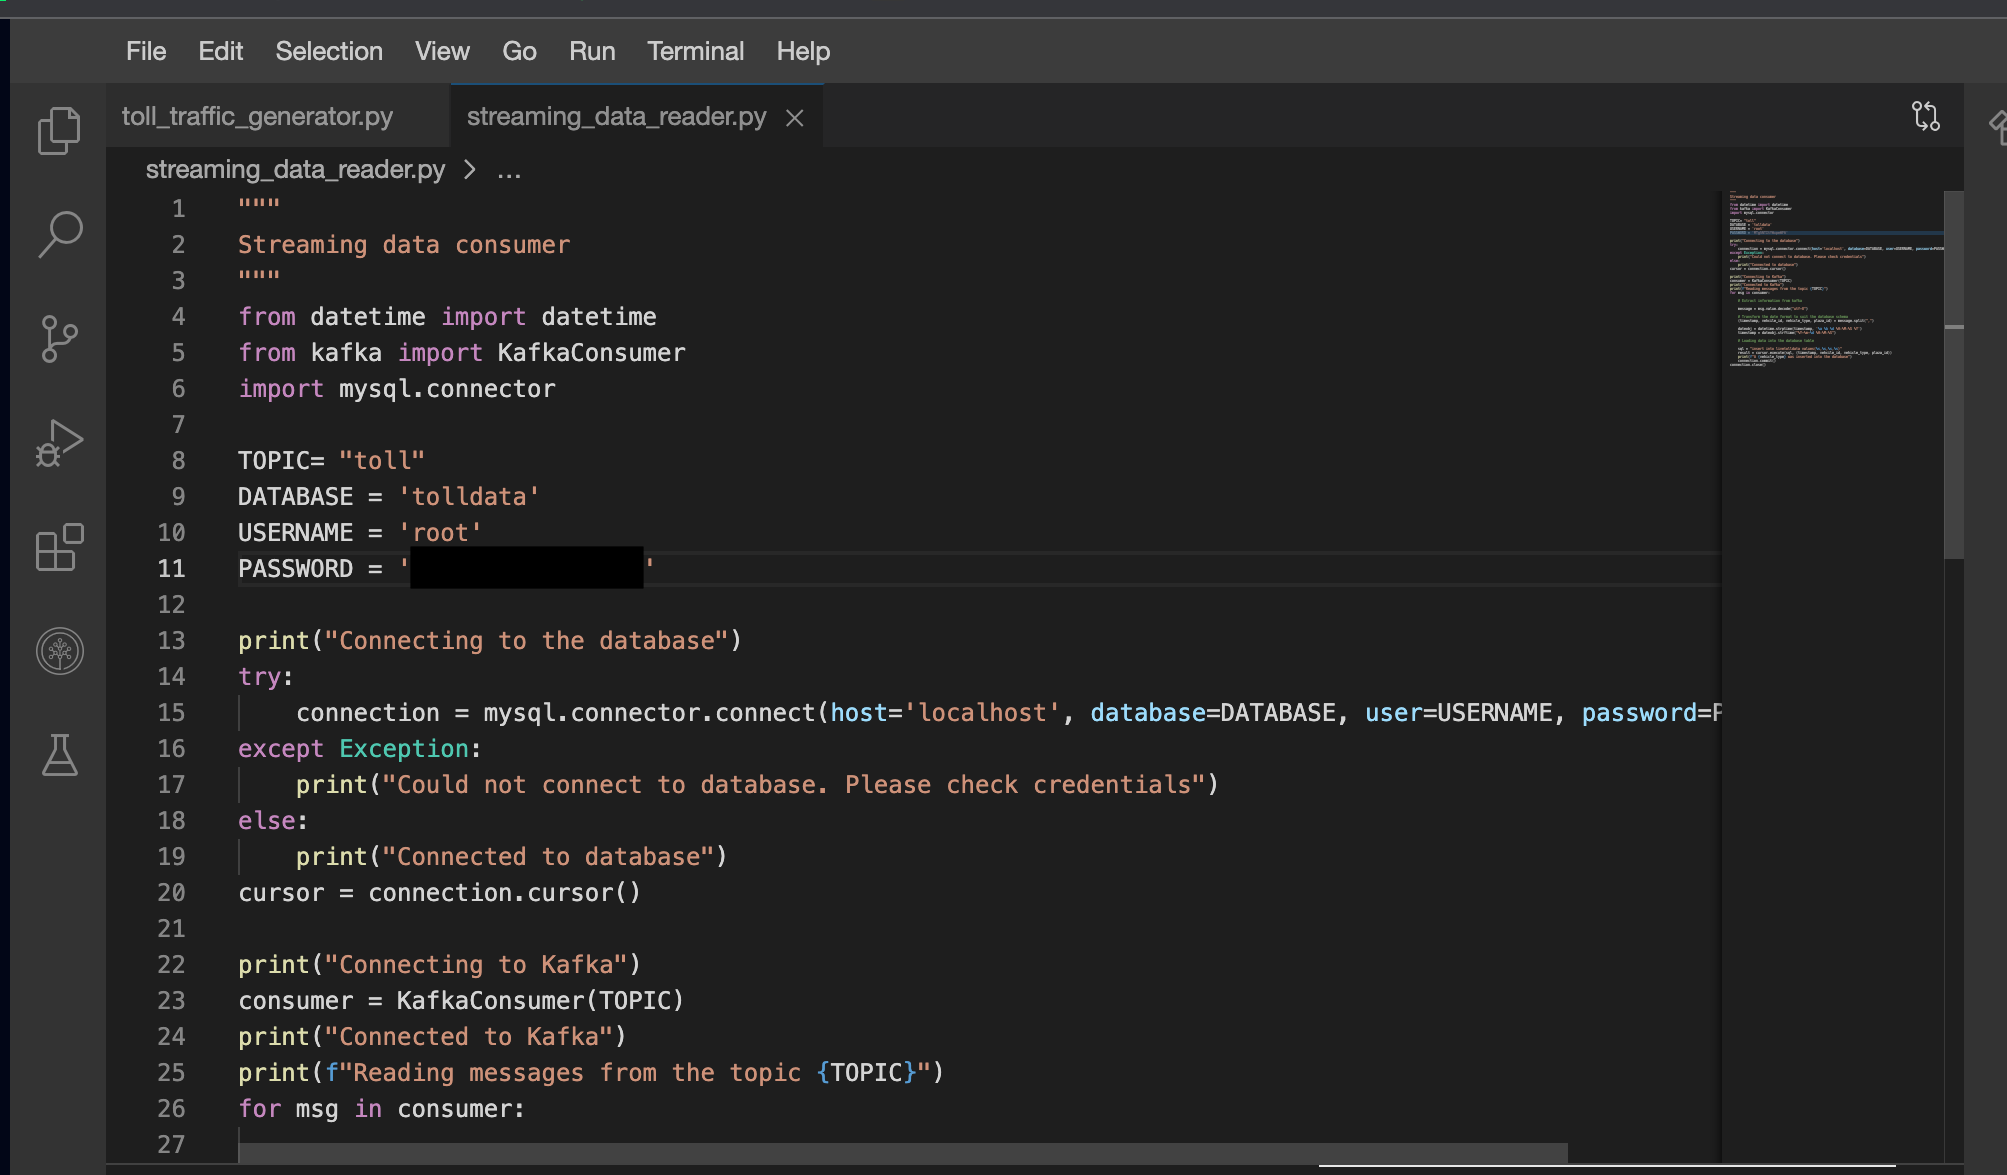 File Edit Selection View Go Run Terminal Help
toll_traffic_generator.py streaming_data_reader.py
streaming_data_reader.py > ...
1 """
2 Streaming data consumer
3 """
4 from datetime import datetime
5 from kafka import KafkaConsumer
6 import mysql.connector
7
8 TOPIC= "toll"
9 DATABASE = 'tolldata'
10 USERNAME = 'root'
11 PASSWORD = ' '
12
13 print("Connecting to the database")
14 try:
15     connection = mysql.connector.connect(host='localhost', database=DATABASE, user=USERNAME, password=P
16 except Exception:
17     print("Could not connect to database. Please check credentials")
18 else:
19     print("Connected to database")
20 cursor = connection.cursor()
21
22 print("Connecting to Kafka")
23 consumer = KafkaConsumer(TOPIC)
24 print("Connected to Kafka")
25 print(f"Reading messages from the topic {TOPIC}")
26 for msg in consumer:
27